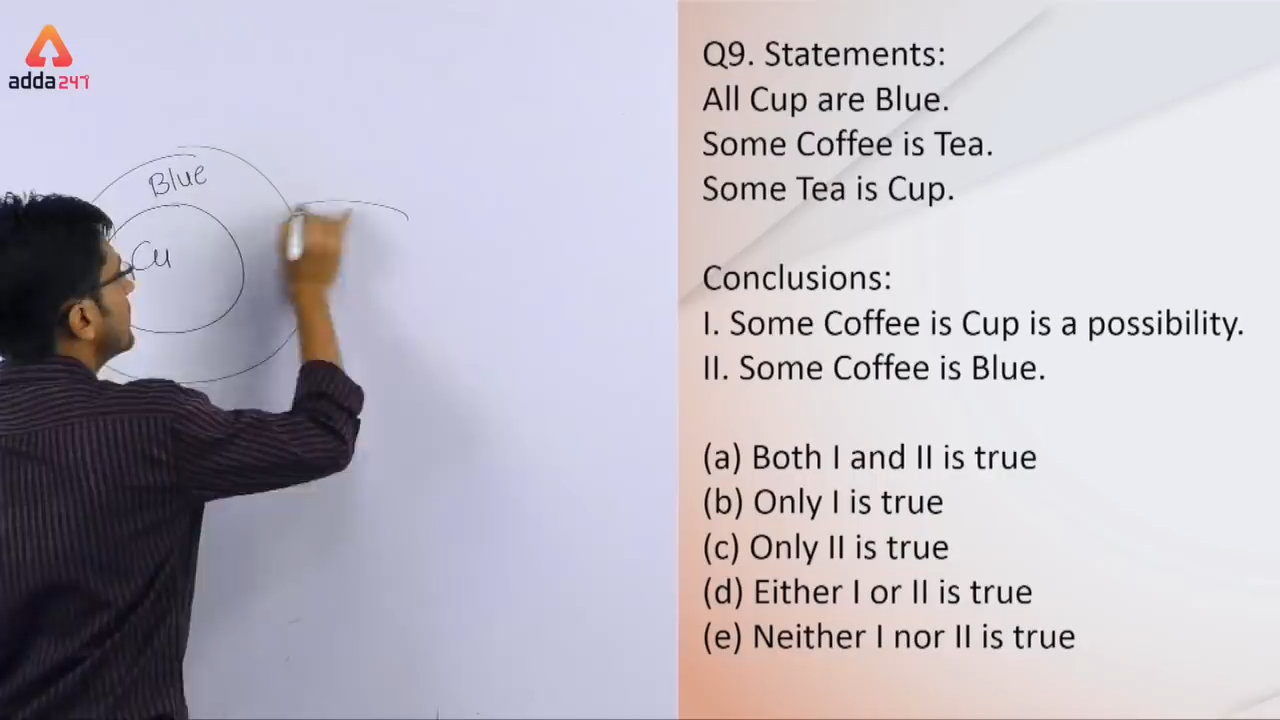 adda247
Blue
Cu
Q9. Statements:
All Cup are Blue.
Some Coffee is Tea.
Some Tea is Cup.
Conclusions:
I. Some Coffee is Cup is a possibility.
II. Some Coffee is Blue.
(a) Both I and II is true
(b) Only I is true
(c) Only II is true
(d) Either I or II is true
(e) Neither I nor II is true